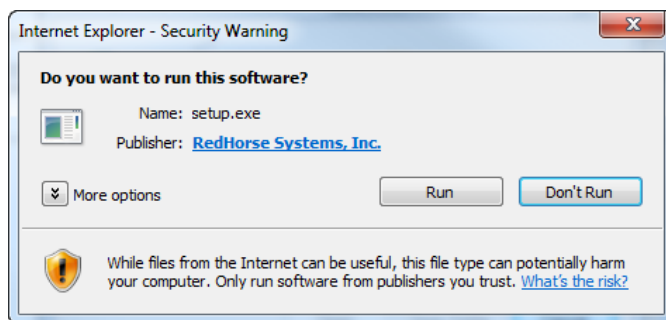 Internet Explorer - Security Warning
Do you want to run this software?
Name: setup.exe
Publisher: RedHorse Systems, Inc.
More options
Run
Don't Run
While files from the Internet can be useful, this file type can potentially harm
your computer. Only run software from publishers you trust. What's the risk?